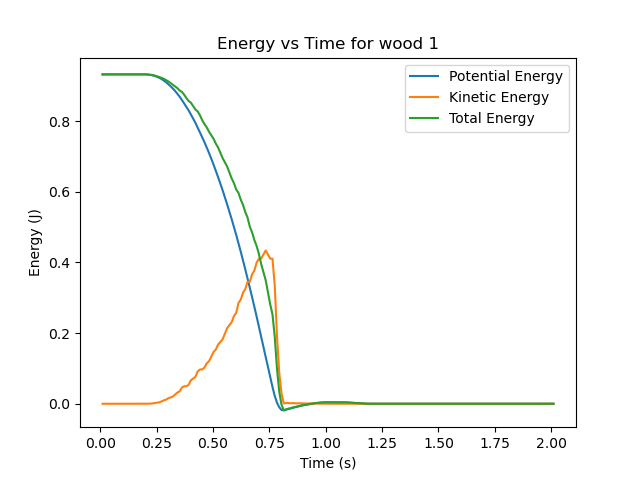 Energy vs Time for wood 1
Potential Energy
Kinetic Energy
Total Energy
Energy (J)
0.8
0.6
0.4
0.2
0.0
0.00 0.25 0.50 0.75 1.00 1.25 1.50 1.75 2.00
Time (s)